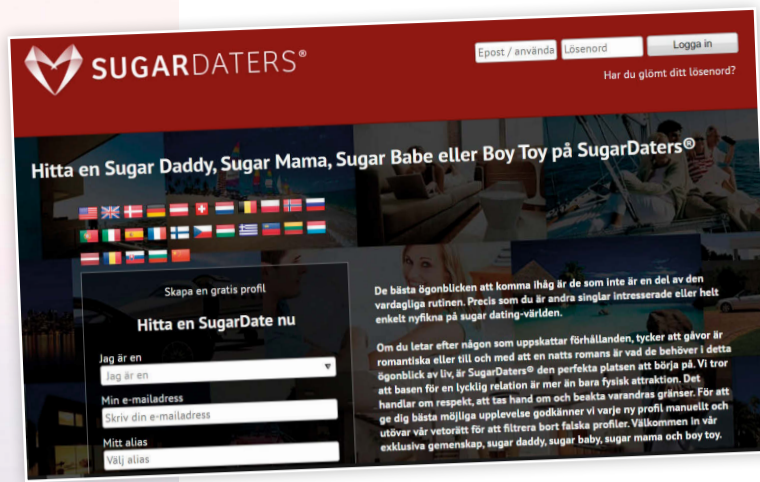 SUGARDATERS®
Epost / använda
Lösenord
Logga in
Har du glömt ditt lösenord?
Hitta en Sugar Daddy, Sugar Mama, Sugar Babe eller Boy Toy på SugarDaters®
Skapa en gratis profil
Hitta en SugarDate nu
Jag är en
Jag är en
Min e-mailadress
Skriv din e-mailadress
Mitt alias
Välj alias
De bästa ögonblicken att komma ihåg är de som inte är en del av den
vardagliga rutinen. Precis som du är andra singlar intresserade eller helt
enkelt nyfikna på sugar dating-världen.
Om du letar efter någon som uppskattar förhållanden, tycker att gåvor är
romantiska eller till och med att en natts romans är vad de behöver i detta
ögonblick av liv, är SugarDaters® den perfekta platsen att börja på. Vi tror
att basen för en lycklig relation är mer än bara fysisk attraktion. Det
handlar om respekt, att tas hand om och beakta varandras gränser. För att
ge dig bästa möjliga upplevelse godkänner vi varje ny profil manuellt och
utövar vår vetorätt för att filtrera bort falska profiler. Välkommen in vår
exklusiva gemenskap, sugar daddy, sugar baby, sugar mama och boy toy.